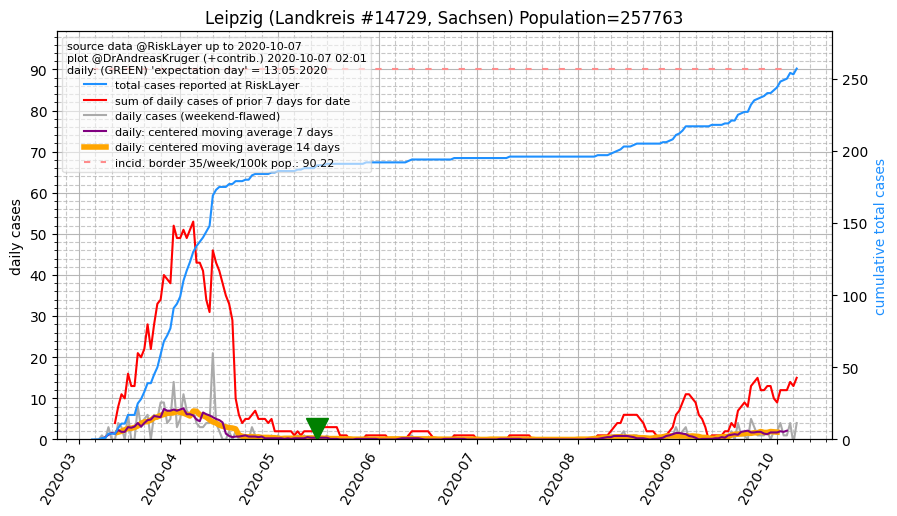 Leipzig (Landkreis #14729, Sachsen) Population=257763
source data @RiskLayer up to 2020-10-07
plot @DrAndreasKruger (+contrib.) 2020-10-07 02:01
daily: (GREEN) 'expectation day' = 13.05.2020
total cases reported at RiskLayer
sum of daily cases of prior 7 days for date
daily cases (weekend-flawed)
daily: centered moving average 7 days
daily: centered moving average 14 days
incid. border 35/week/100k pop.: 90.22
daily cases
90
80
70
60
50
40
30
20
10
0
cumulative total cases
250
200
150
100
50
0
2020-03
2020-04
2020-05
2020-06
2020-07
2020-08
2020-09
2020-10